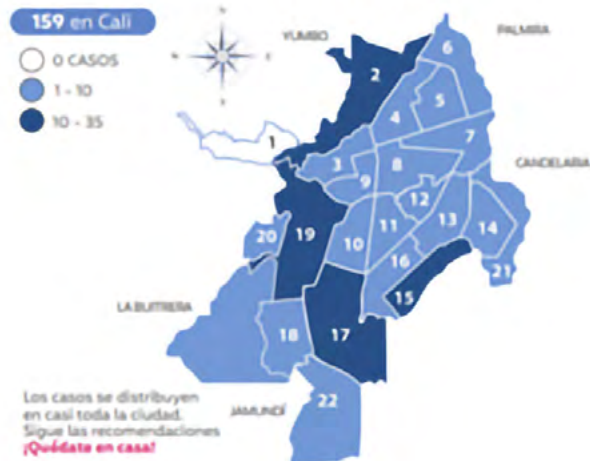 159 en Cali
0 CASOS
1 - 10
10 - 35
N
YUMBO
PALMIRA
6
2
5
4
7
1
3
8
CANDELARIA
9
12
20
19
10
11
13
14
16
21
15
LA BUITRERA
18
17
22
JAMUNDÍ
Los casos se distribuyen
en casi toda la ciudad.
Sigue las recomendaciones
¡Quédate en casa!